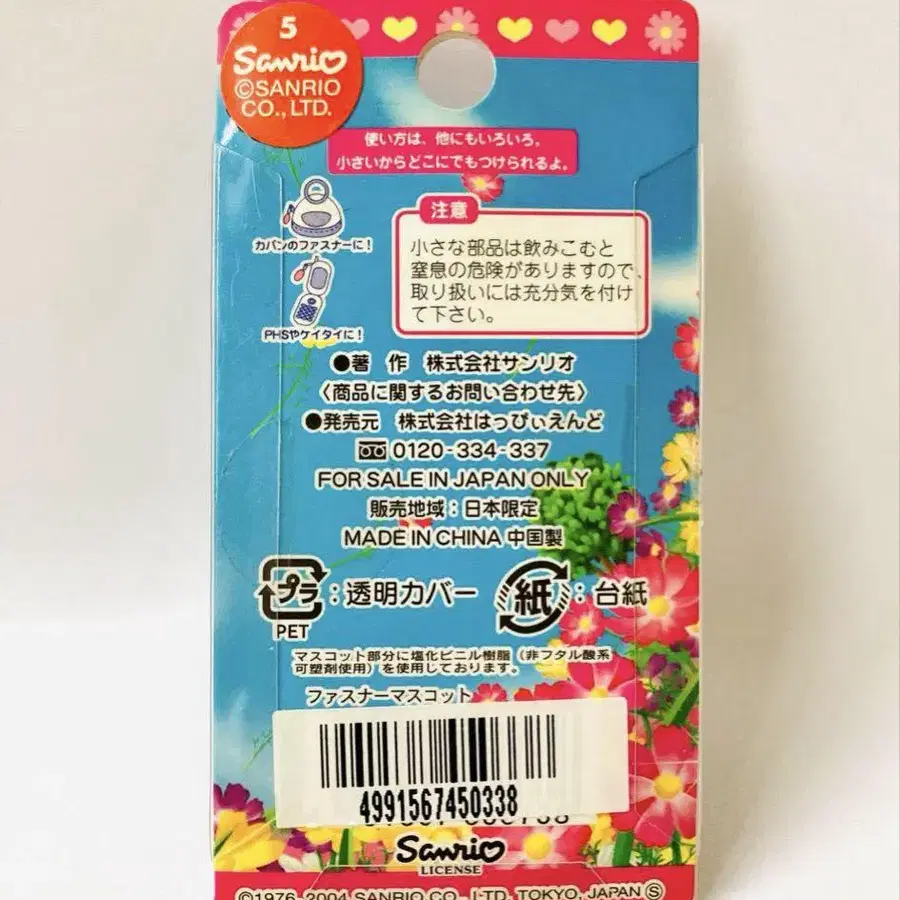 5
Sanrio
©SANRIO
CO., LTD.
使い方は、他にもいろいろ。
小さいからどこにでもつけられるよ。
カバンのファスナーに!
PHSやケイタイに!
注意
小さな部品は飲みこむと
窒息の危険がありますので、
取り扱いには充分気を付け
て下さい。
●著 作 株式会社サンリオ
〈商品に関するお問い合わせ先〉
●発売元 株式会社はっぴぃえんど
0120-334-337
FOR SALE IN JAPAN ONLY
販売地域:日本限定
MADE IN CHINA 中国製
プラ:透明カバー
PET
紙:台紙
マスコット部分に塩化ビニル樹脂(非フタル酸系
可塑剤使用)を使用しております。
ファスナーマスコット
4991567450338
Sanrio
LICENSE
©1976, 2004 SANRIO CO., LTD. TOKYO, JAPAN Ⓢ